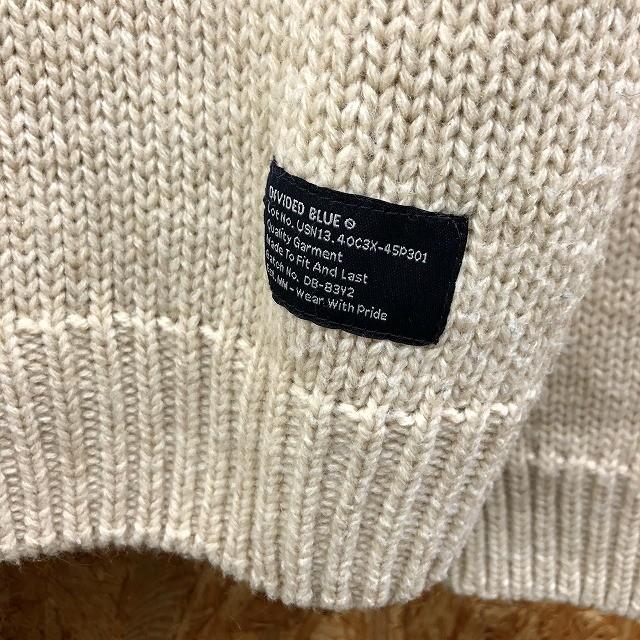 DIVIDED BLUE
Lot No. USN13.40C3X-45P301
Quality Garment
Made To Fit And Last
No. DB-8342
Wear With Pride